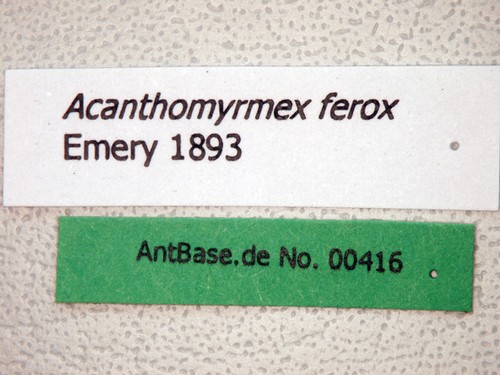 Acanthomyrmex ferox
Emery 1893
AntBase.de No. 00416